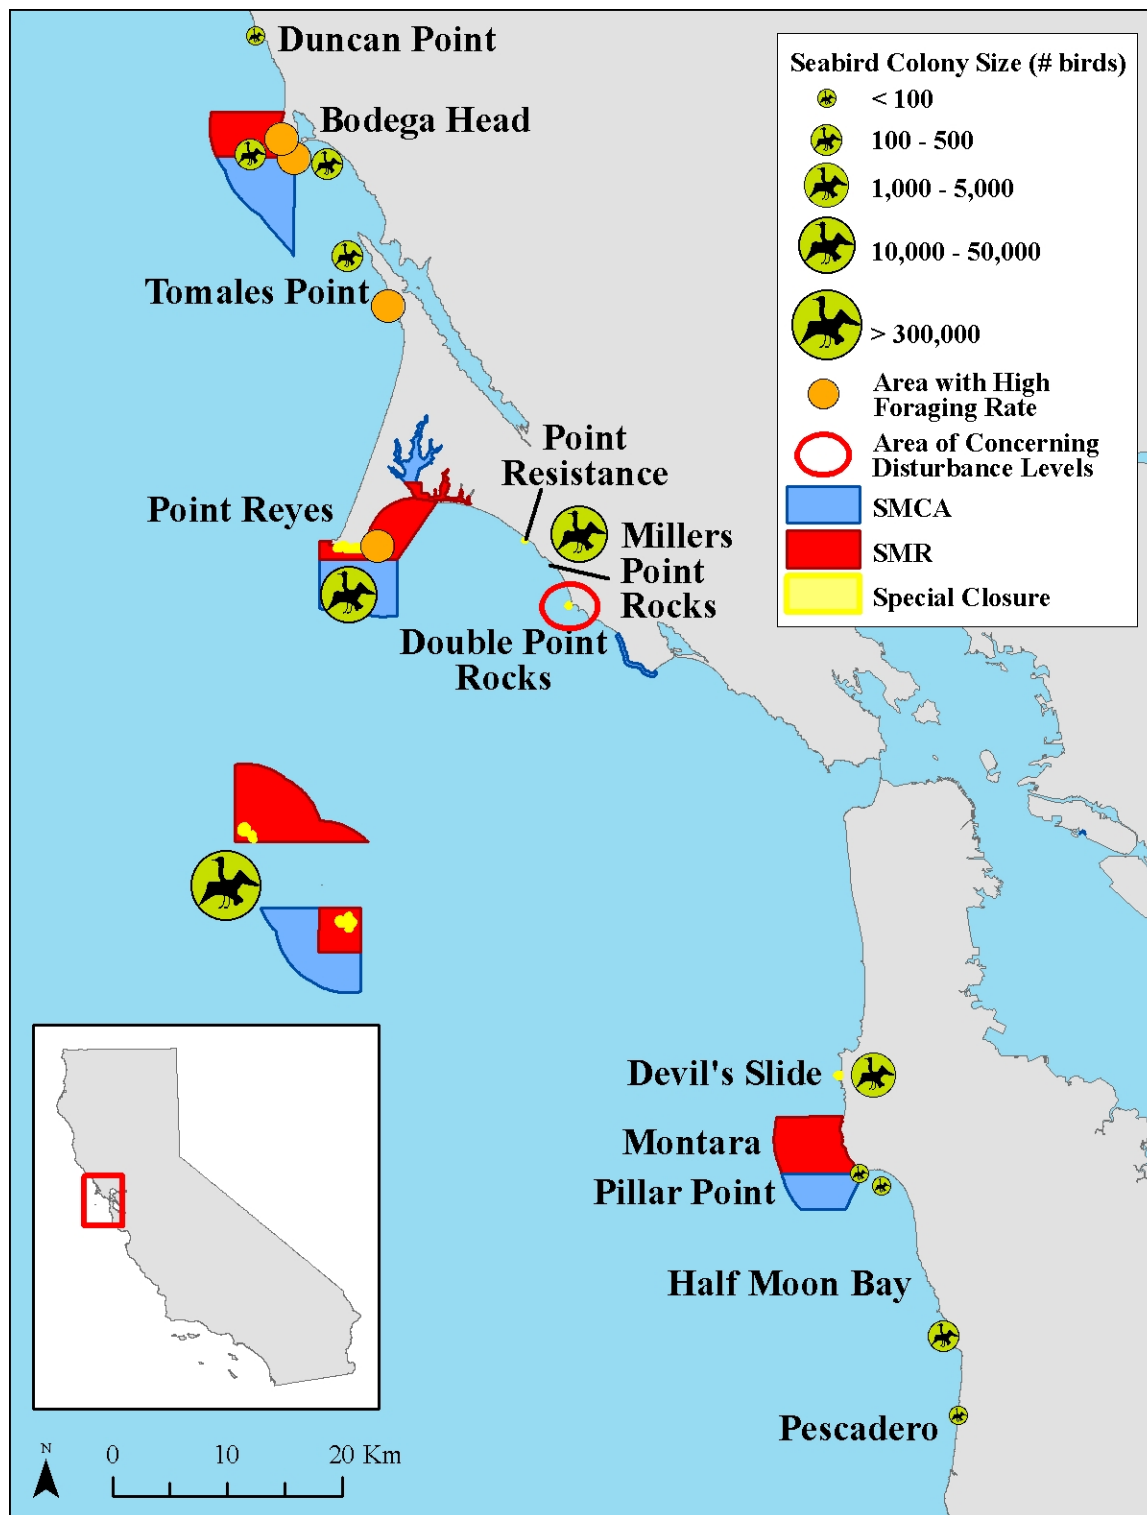 Duncan Point
Bodega Head
Tomales Point
Point
Resistance
Point Reyes
Millers
Point
Rocks
Double Point
Rocks
Devil's Slide
Montara
Pillar Point
Half Moon Bay
Pescadero
Seabird Colony Size (# birds)
< 100
100 - 500
1,000 - 5,000
10,000 - 50,000
> 300,000
Area with High
Foraging Rate
Area of Concerning
Disturbance Levels
SMCA
SMR
Special Closure
N
0 10 20 Km